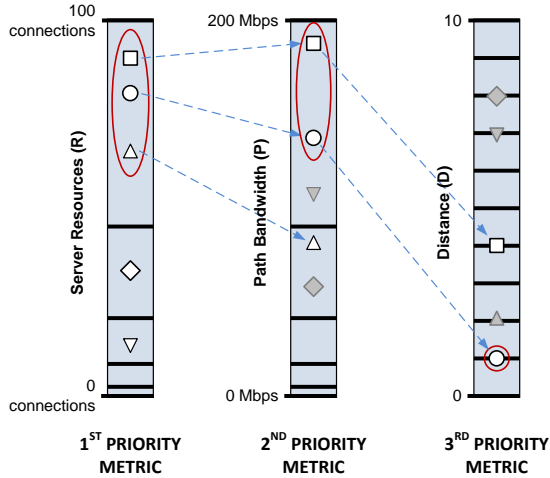 100
connections
200 Mbps
10
Server Resources (R)
Path Bandwidth (P)
Distance (D)
0
connections
0 Mbps
0
1ST PRIORITY
METRIC
2ND PRIORITY
METRIC
3RD PRIORITY
METRIC